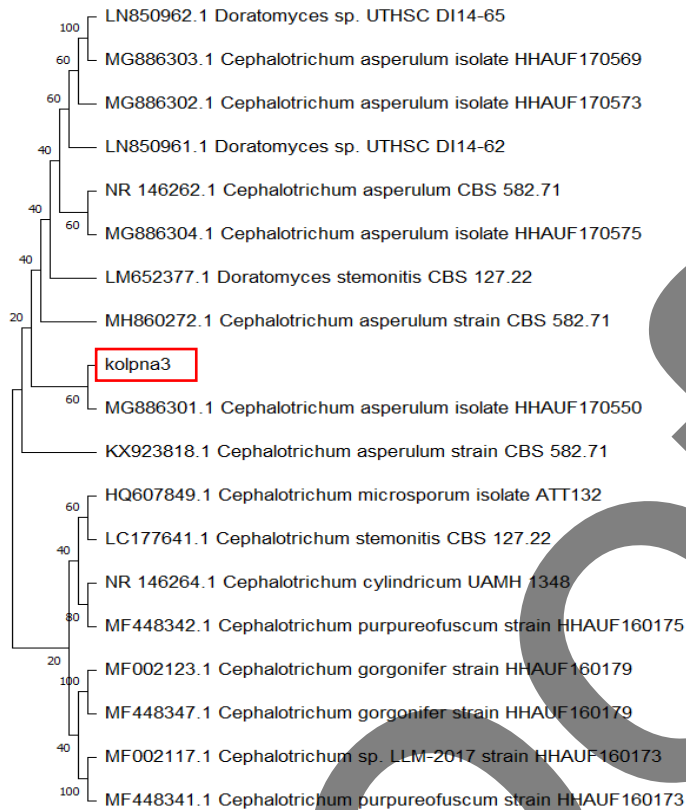 LN850962.1 Doratomyces sp. UTHSC DI14-65
100
MG886303.1 Cephalotrichum asperulum isolate HHAUF170569
60
MG886302.1 Cephalotrichum asperulum isolate HHAUF170573
60
LN850961.1 Doratomyces sp. UTHSC DI14-62
40
NR 146262.1 Cephalotrichum asperulum CBS 582.71
40
60
MG886304.1 Cephalotrichum asperulum isolate HHAUF170575
40
LM652377.1 Doratomyces stemonitis CBS 127.22
20
MH860272.1 Cephalotrichum asperulum strain CBS 582.71
kolpna3
60
MG886301.1 Cephalotrichum asperulum isolate HHAUF170550
KX923818.1 Cephalotrichum asperulum strain CBS 582.71
HQ607849.1 Cephalotrichum microsporum isolate ATT132
60
LC177641.1 Cephalotrichum stemonitis CBS 127.22
40
NR 146264.1 Cephalotrichum cylindricum UAMH 1348
80
MF448342.1 Cephalotrichum purpureofuscum strain HHAUF160175
20
MF002123.1 Cephalotrichum gorgonifer strain HHAUF160179
100
MF448347.1 Cephalotrichum gorgonifer strain HHAUF160179
40
MF002117.1 Cephalotrichum sp. LLM-2017 strain HHAUF160173
100
MF448341.1 Cephalotrichum purpureofuscum strain HHAUF160173